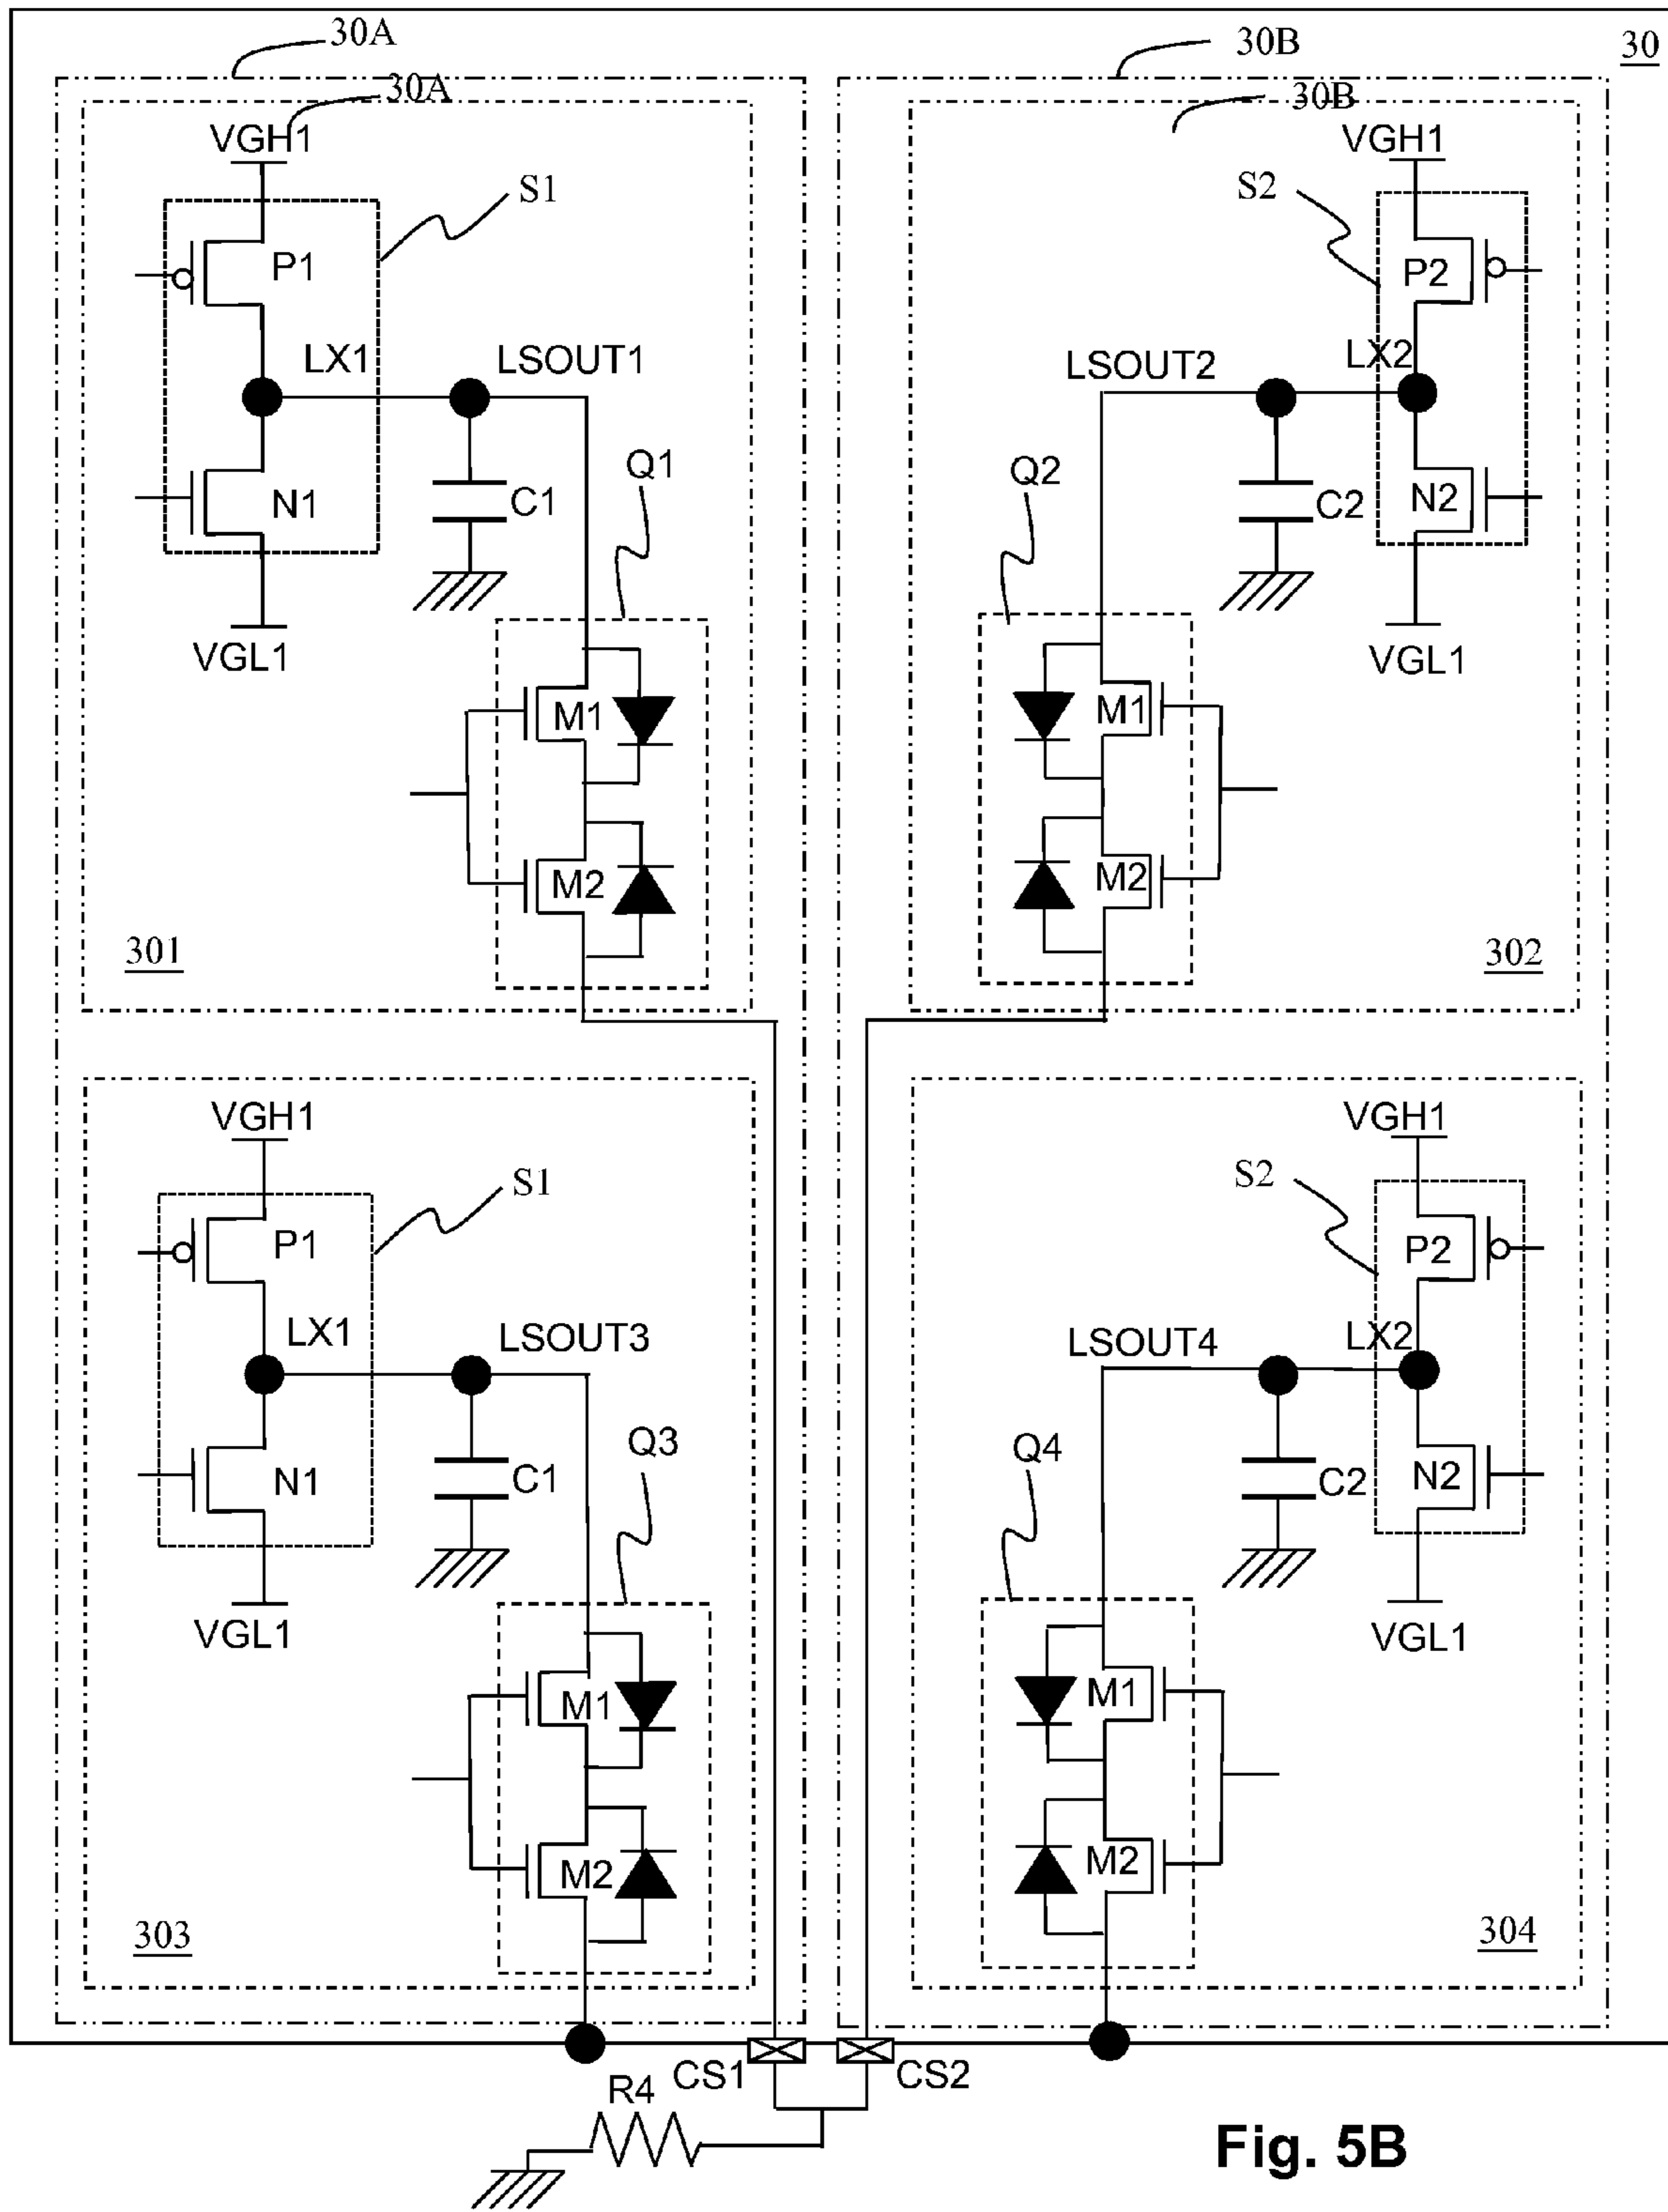 30A
30B
30
30A
30B
VGH1
VGH1
S1
S2
P1
P2
LX1
LSOUT1
LSOUT2
LX2
Q1
Q2
N1
C1
C2
N2
VGL1
VGL1
M1
M1
M2
M2
301
302
VGH1
VGH1
S1
S2
P1
P2
LX1
LSOUT3
LSOUT4
LX2
Q3
Q4
N1
C1
C2
N2
VGL1
VGL1
M1
M1
M2
M2
303
304
CS1
CS2
R4
Fig. 5B